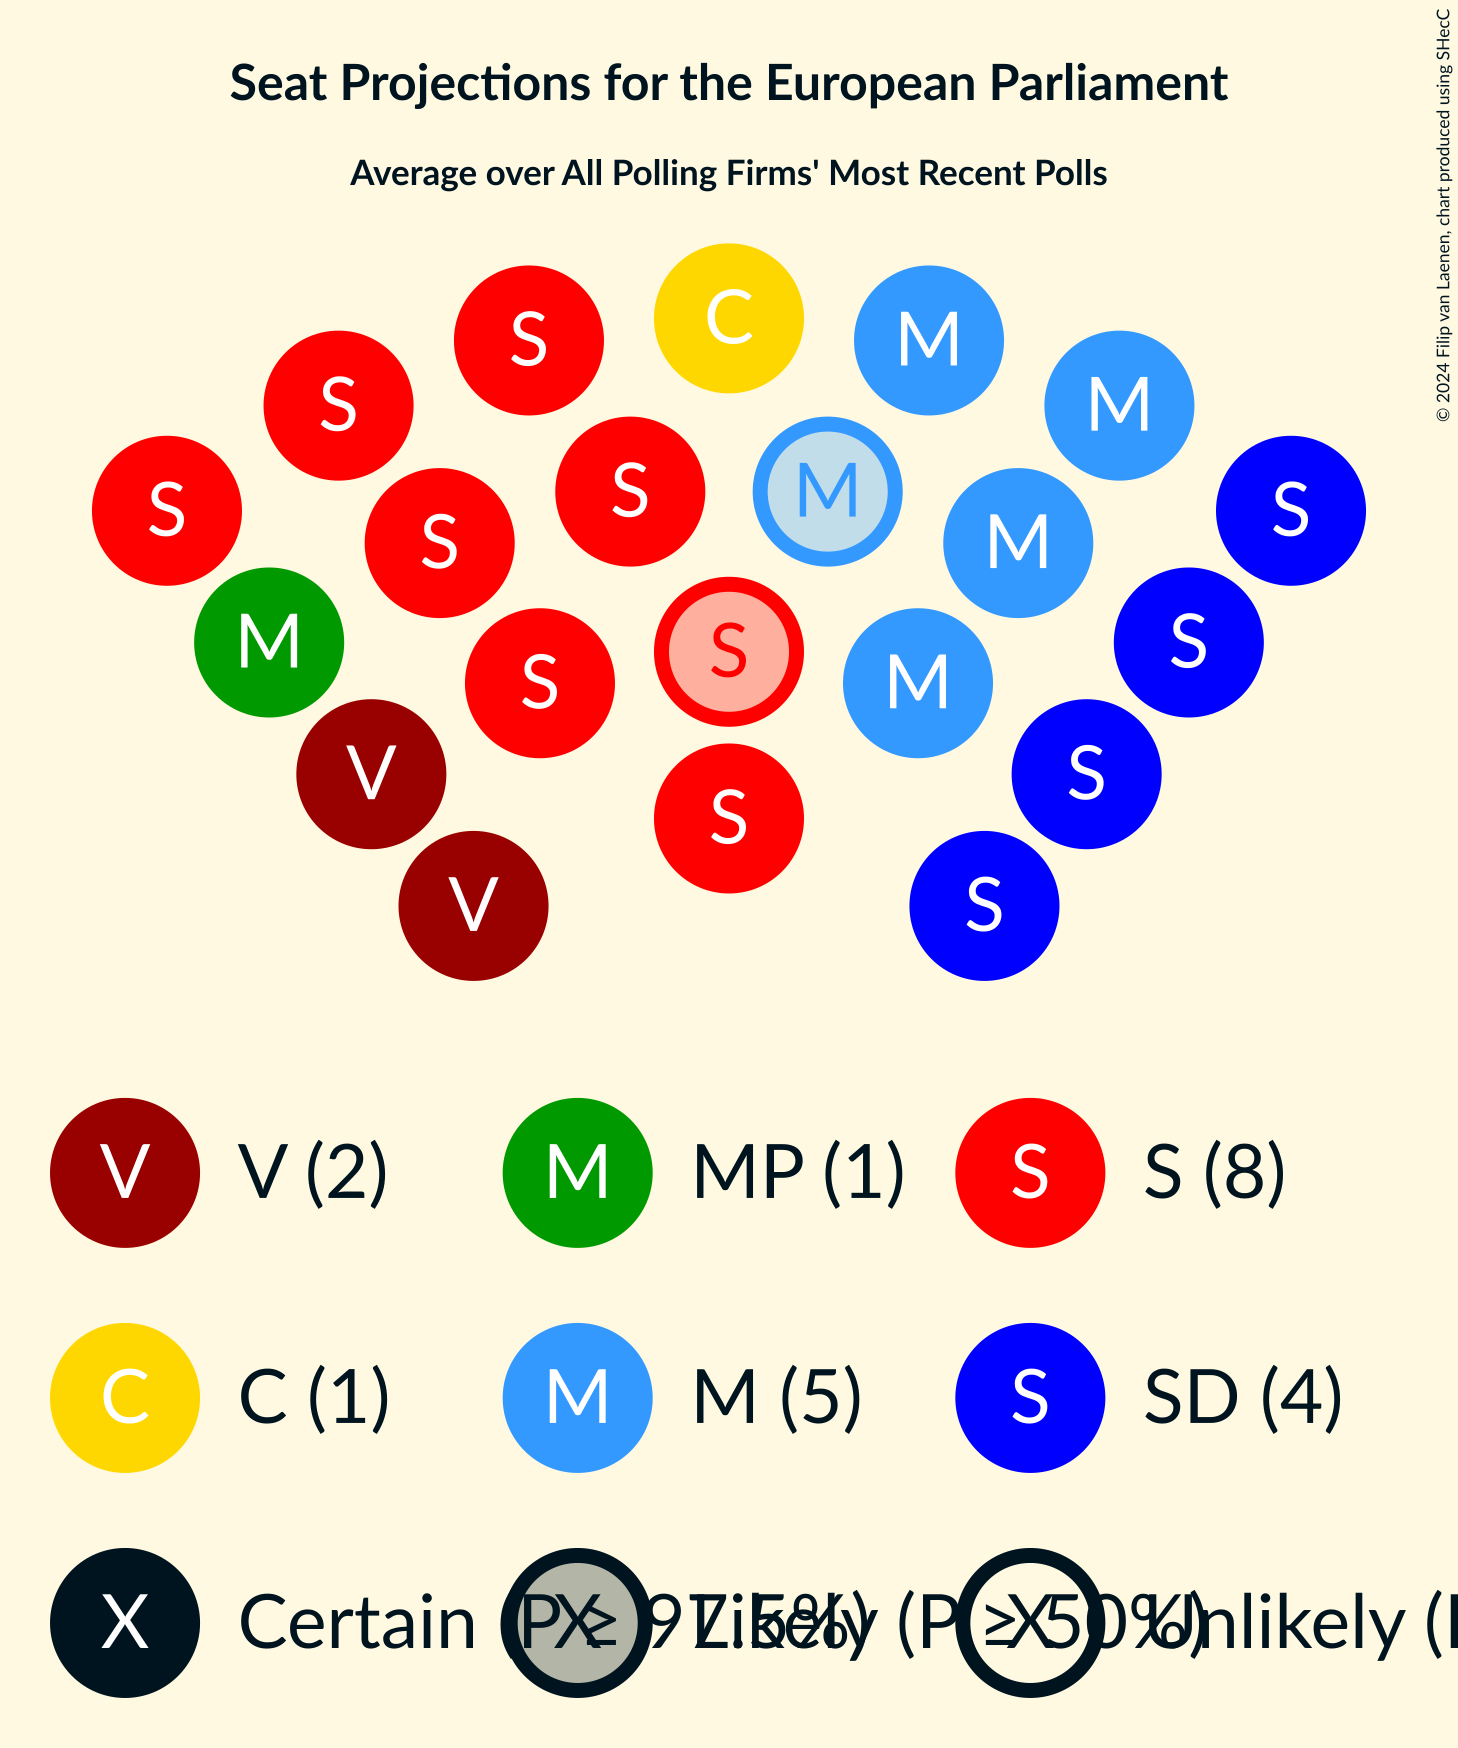 Seat Projections for the European Parliament
Average over All Polling Firms' Most Recent Polls
© 2024 Filip van Laenen, chart produced using SHecC
C
S M
S M
S M
S S
S M
M S
S S
S M
V S
S
V S
V V (2) M MP (1) S S (8)
C C (1) M M (5) S SD (4)
X Certain (P ≥ 97.5%) X Likely (P ≥ 50%) X Unlikely (